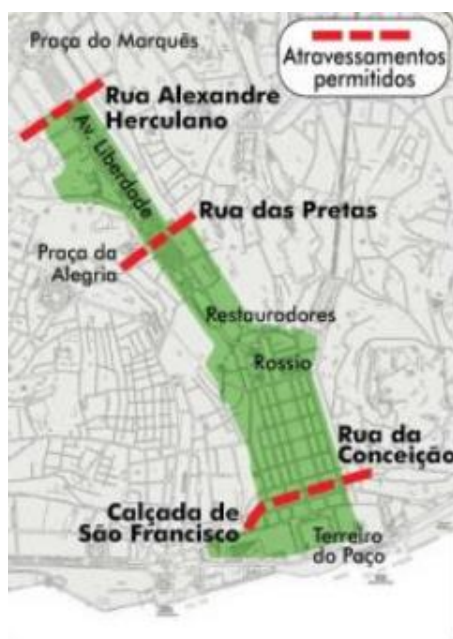 Praça do Marquês
Atravessamentos
permitidos
Rua Alexandre
Herculano
Av. Liberdade
Rua das Pretas
Praça da
Alegria
Restauradores
Rossio
Rua da
Conceição
Calçada de
São Francisco
Terreiro
do Paço